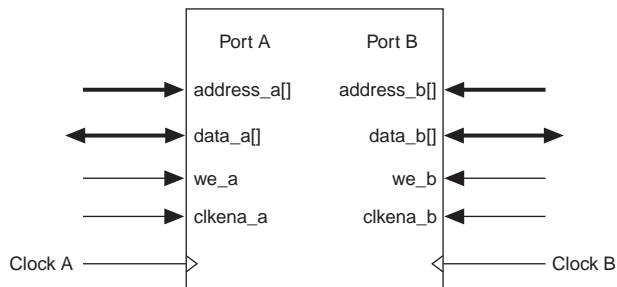 Port A Port B
address_a[] address_b[]
data_a[] data_b[]
we_a we_b
clkena_a clkena_b
Clock A Clock B